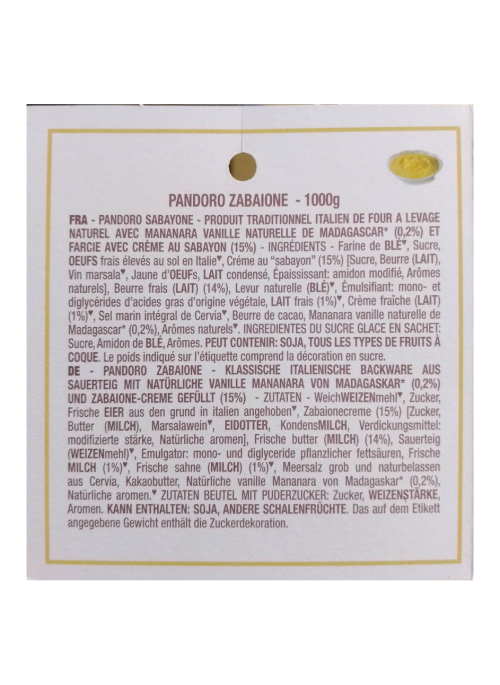 PANDORO ZABAIONE - 1000g
FRA - PANDORO SABAYONE - PRODUIT TRADITIONNEL ITALIEN DE FOUR A LEVAGE
NATUREL AVEC MANANARA VANILLE NATURELLE DE MADAGASCAR* (0,2%) ET
FARCIE AVEC CRÈME AU SABAYON (15%) - INGRÉDIENTS - Farine de BLÉ♥, Sucre,
OEUFS frais élevés au sol en Italie♥, Créme au "sabayon" (15%) [Sucre, Beurre (LAIT),
Vin marsala♥, Jaune d'OEUFs, LAIT condensé, Épaississant: amidon modifié, Arômes
naturels], Beurre frais (LAIT) (14%), Levur naturelle (BLÉ)♥, Émulsifiant: mono- et
diglycérides d'acides gras d'origine végétale, LAIT frais (1%)♥, Crème fraîche (LAIT)
(1%)♥, Sel marin intégral de Cervia♥, Beurre de cacao, Mananara vanille naturelle de
Madagascar* (0,2%), Arômes naturels♥. INGREDIENTES DU SUCRE GLACE EN SACHET:
Sucre, Amidon de BLÉ, Arômes. PEUT CONTENIR: SOJA, TOUS LES TYPES DE FRUITS À
COQUE. Le poids indiqué sur l'étiquette comprend la décoration en sucre.
DE - PANDORO ZABAIONE - KLASSISCHE ITALIENISCHE BACKWARE AUS
SAUERTEIG MIT NATÜRLICHE VANILLE MANANARA VON MADAGASKAR* (0,2%)
UND ZABAIONE-CREME GEFÜLLT (15%) - ZUTATEN - WeichWEIZENmehl♥, Zucker,
Frische EIER aus den grund in italien angehoben♥, Zabaionecreme (15%) [Zucker,
Butter (MILCH), Marsalawein♥, EIDOTTER, KondensMILCH, Verdickungsmittel:
modifizierte stärke, Natürliche aromen], Frische butter (MILCH) (14%), Sauerteig
(WEIZENmehl)♥, Emulgator: mono- und diglyceride pflanzlicher fettsäuren, Frische
MILCH (1%)♥, Frische sahne (MILCH) (1%)♥, Meersalz grob und naturbelassen
aus Cervia, Kakaobutter, Natürliche vanille Mananara von Madagaskar* (0,2%),
Natürliche aromen.♥ ZUTATEN BEUTEL MIT PUDERZUCKER: Zucker, WEIZENSTÄRKE,
Aromen. KANN ENTHALTEN: SOJA, ANDERE SCHALENFRÜCHTE. Das auf dem Etikett
angegebene Gewicht enthält die Zuckerdekoration.